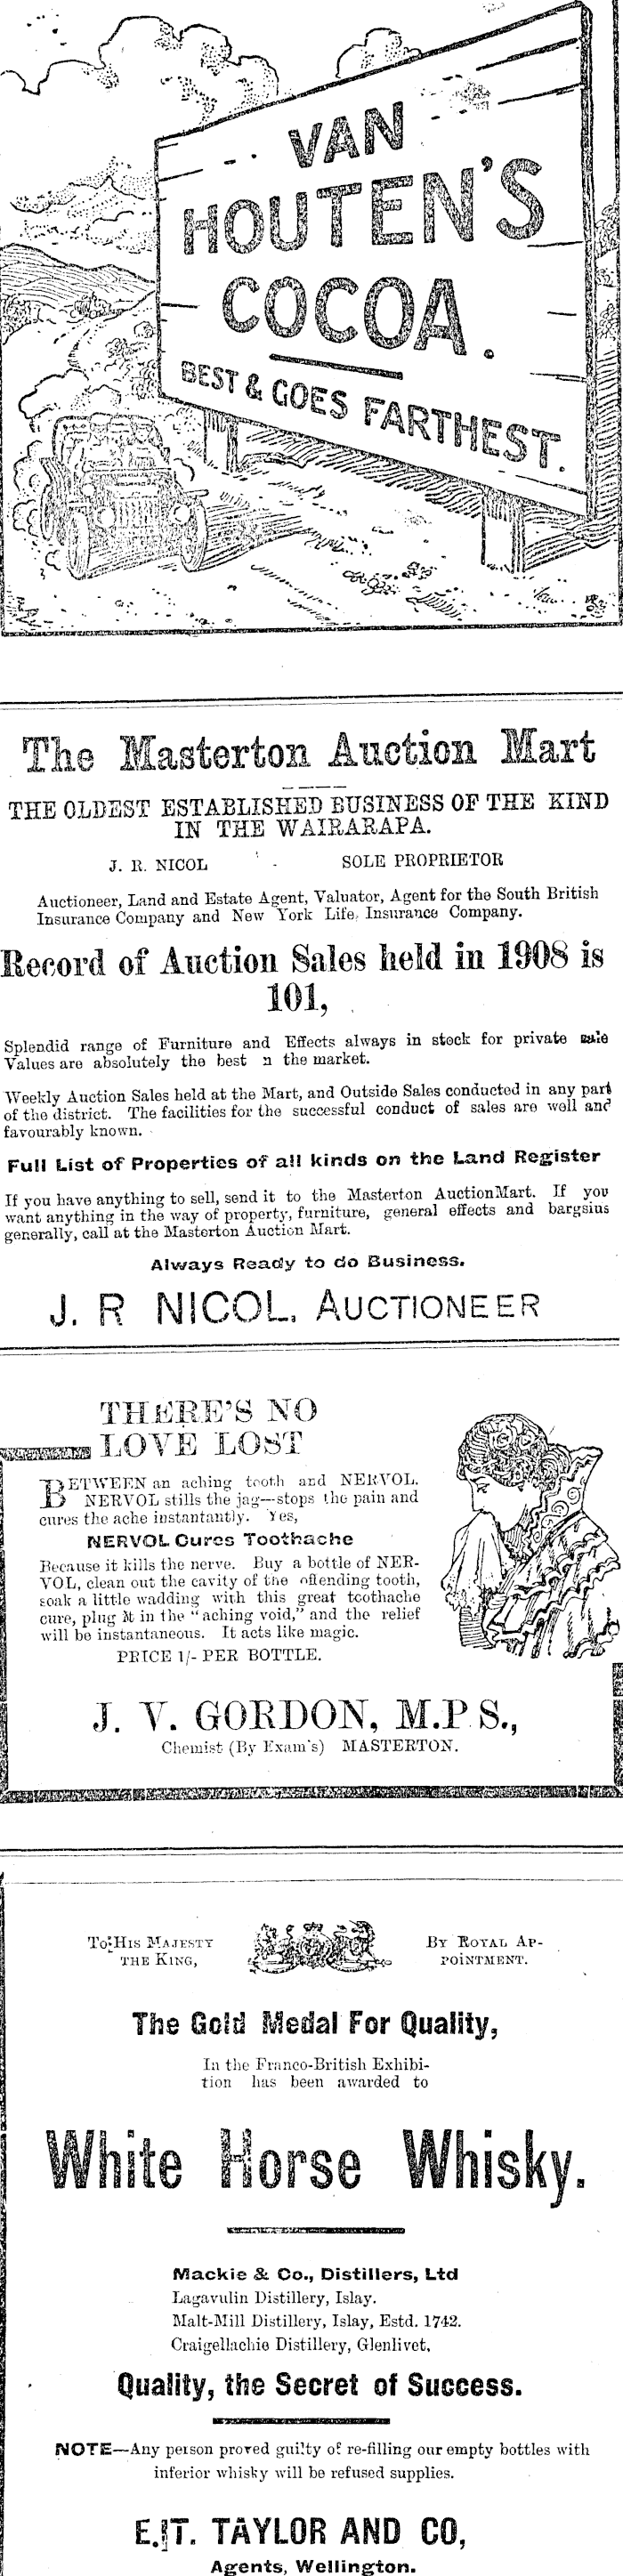 VAN
HOUTEN'S
COCOA.
BEST & GOES FARTHEST.
The Masterton Auction Mart
THE OLDEST ESTABLISHED BUSINESS OF THE KIND
IN THE WAIRARAPA.
J. R. NICOL - SOLE PROPRIETOR
Auctioneer, Land and Estate Agent, Valuator, Agent for the South British
Insurance Company and New York Life, Insurance Company.
Record of Auction Sales held in 1908 is
101,
Splendid range of Furniture and Effects always in stock for private sale
Values are absolutely the best n the market.
Weekly Auction Sales held at the Mart, and Outside Sales conducted in any part
of the district. The facilities for the successful conduct of sales are well and
favourably known.
Full List of Properties of all kinds on the Land Register
If you have anything to sell, send it to the Masterton AuctionMart. If you
want anything in the way of property, furniture, general effects and bargsius
generally, call at the Masterton Auction Mart.
Always Ready to do Business.
J. R NICOL, AUCTIONEER
THERE'S NO
LOVE LOST
BETWEEN an aching tooth and NERVOL.
NERVOL stills the jag—stops the pain and
cures the ache instantantly. Yes,
NERVOL Cures Toothache
Because it kills the nerve. Buy a bottle of NER-
VOL, clean out the cavity of the offending tooth,
soak a little wadding with this great toothache
cure, plug it in the "aching void," and the relief
will be instantaneous. It acts like magic.
PRICE 1/- PER BOTTLE.
J. V. GORDON, M.P.S.,
Chemist (By Exam's) MASTERTON.
To His Majesty
the King,
By Royal Ap-
pointment.
The Gold Medal For Quality,
In the Franco-British Exhibi-
tion has been awarded to
White Horse Whisky.
Mackie & Co., Distillers, Ltd
Lagavulin Distillery, Islay.
Malt-Mill Distillery, Islay, Estd. 1742.
Craigellachie Distillery, Glenlivet,
Quality, the Secret of Success.
NOTE—Any person proved guilty of re-filling our empty bottles with
inferior whisky will be refused supplies.
E. T. TAYLOR AND CO,
Agents, Wellington.